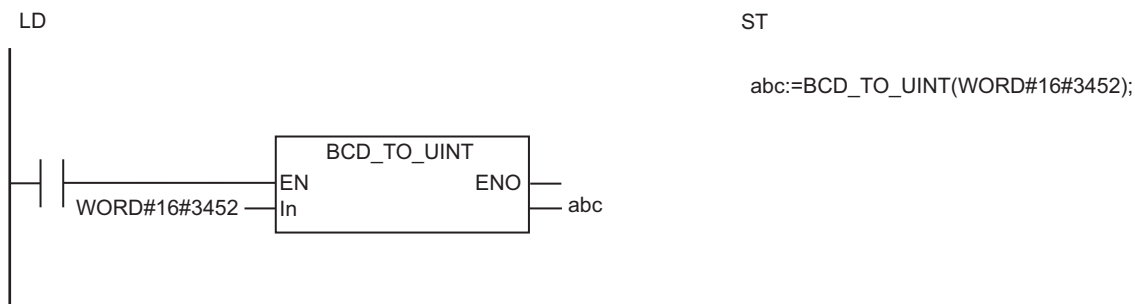 LD
ST
abc:=BCD_TO_UINT(WORD#16#3452);
BCD_TO_UINT
EN ENO
WORD#16#3452 In abc